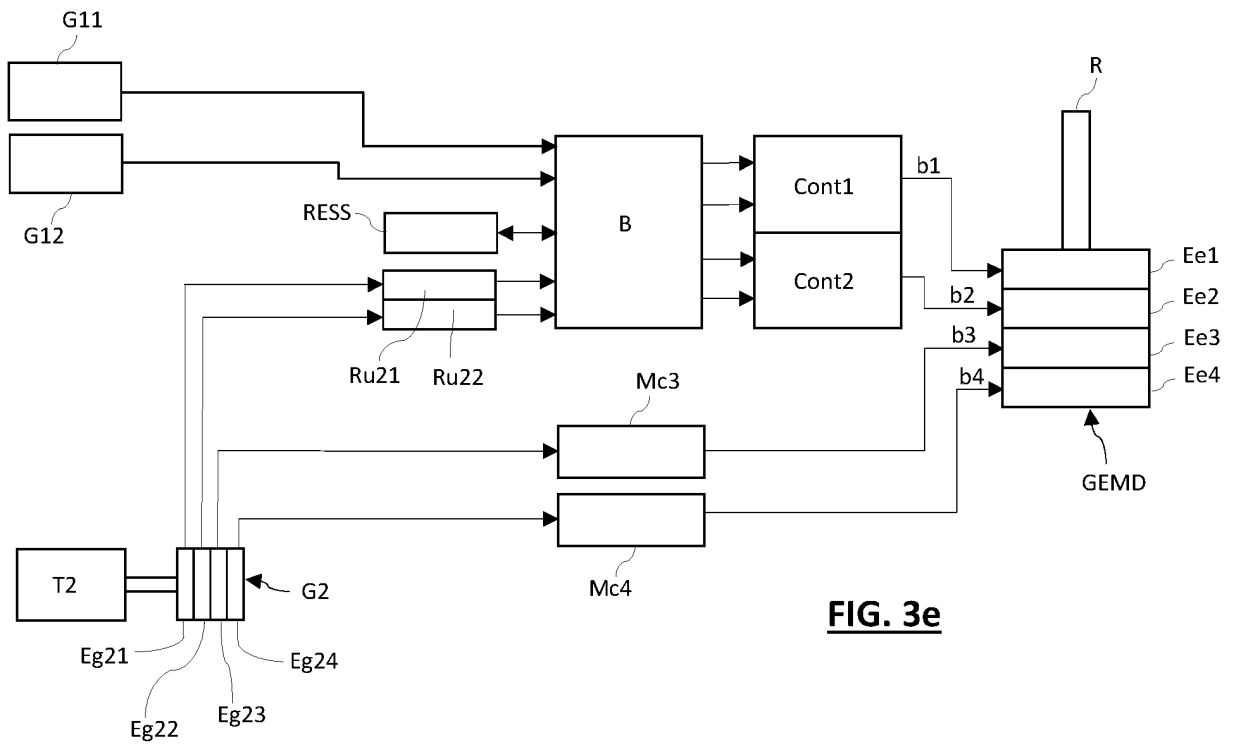 G11
R
G12
RESS
B
Cont1
Cont2
b1
b2
b3
b4
Ee1
Ee2
Ee3
Ee4
GEMD
Ru21
Ru22
Mc3
Mc4
T2
G2
Eg21
Eg22
Eg23
Eg24
FIG. 3e